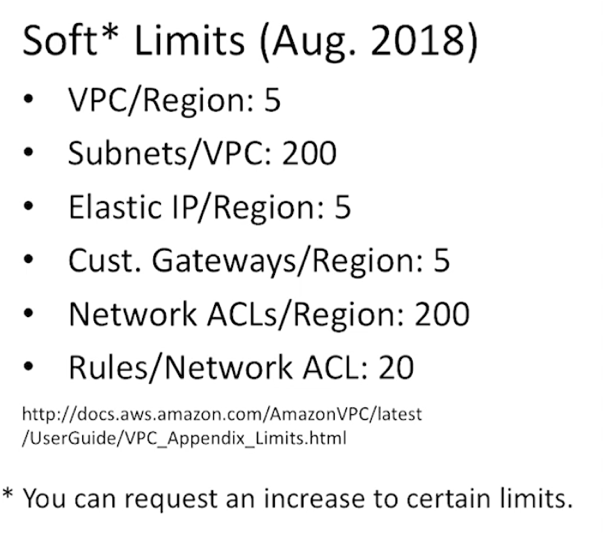 Soft* Limits (Aug. 2018)
• VPC/Region: 5
• Subnets/VPC: 200
• Elastic IP/Region: 5
• Cust. Gateways/Region: 5
• Network ACLs/Region: 200
• Rules/Network ACL: 20
http://docs.aws.amazon.com/AmazonVPC/latest
/UserGuide/VPC_Appendix_Limits.html
* You can request an increase to certain limits.